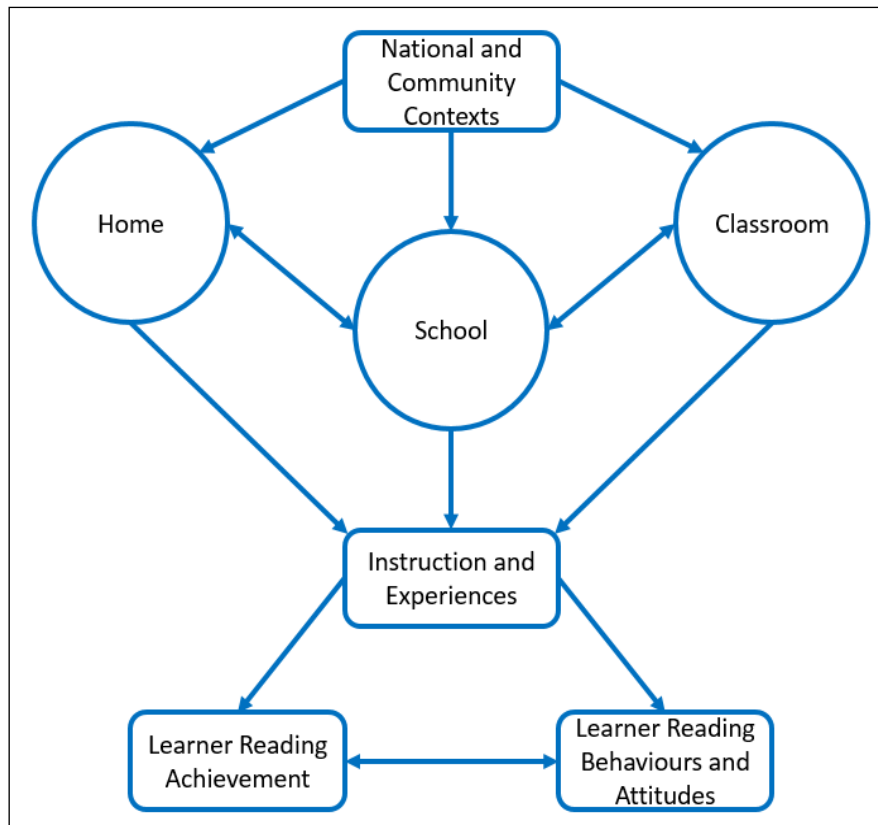 National and
Community
Contexts
Home
Classroom
School
Instruction and
Experiences
Learner Reading
Achievement
Learner Reading
Behaviours and
Attitudes